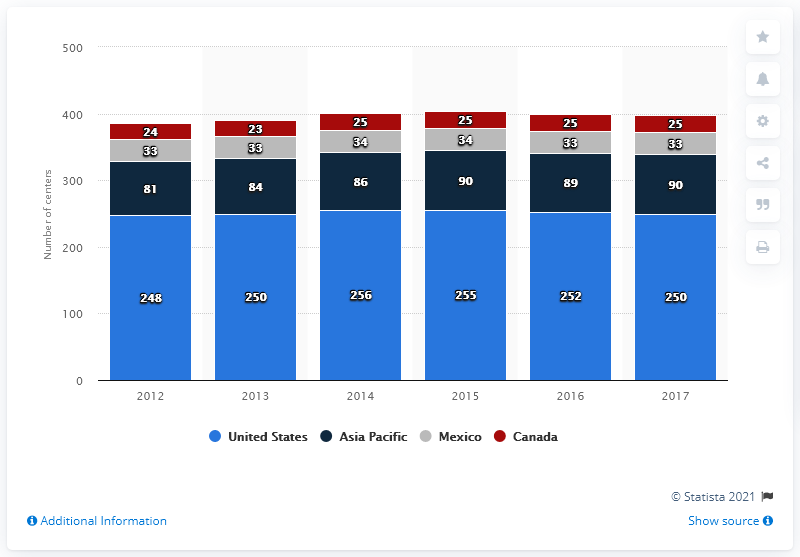 500
400
300
200
100
0
Number of centers
24 23 25 25 25 25
33 33 34 34 33 33
81 84 86 90 89 90
248 250 256 255 252 250
2012 2013 2014 2015 2016 2017
United States Asia Pacific Mexico Canada
© Statista 2021
Additional Information Show source